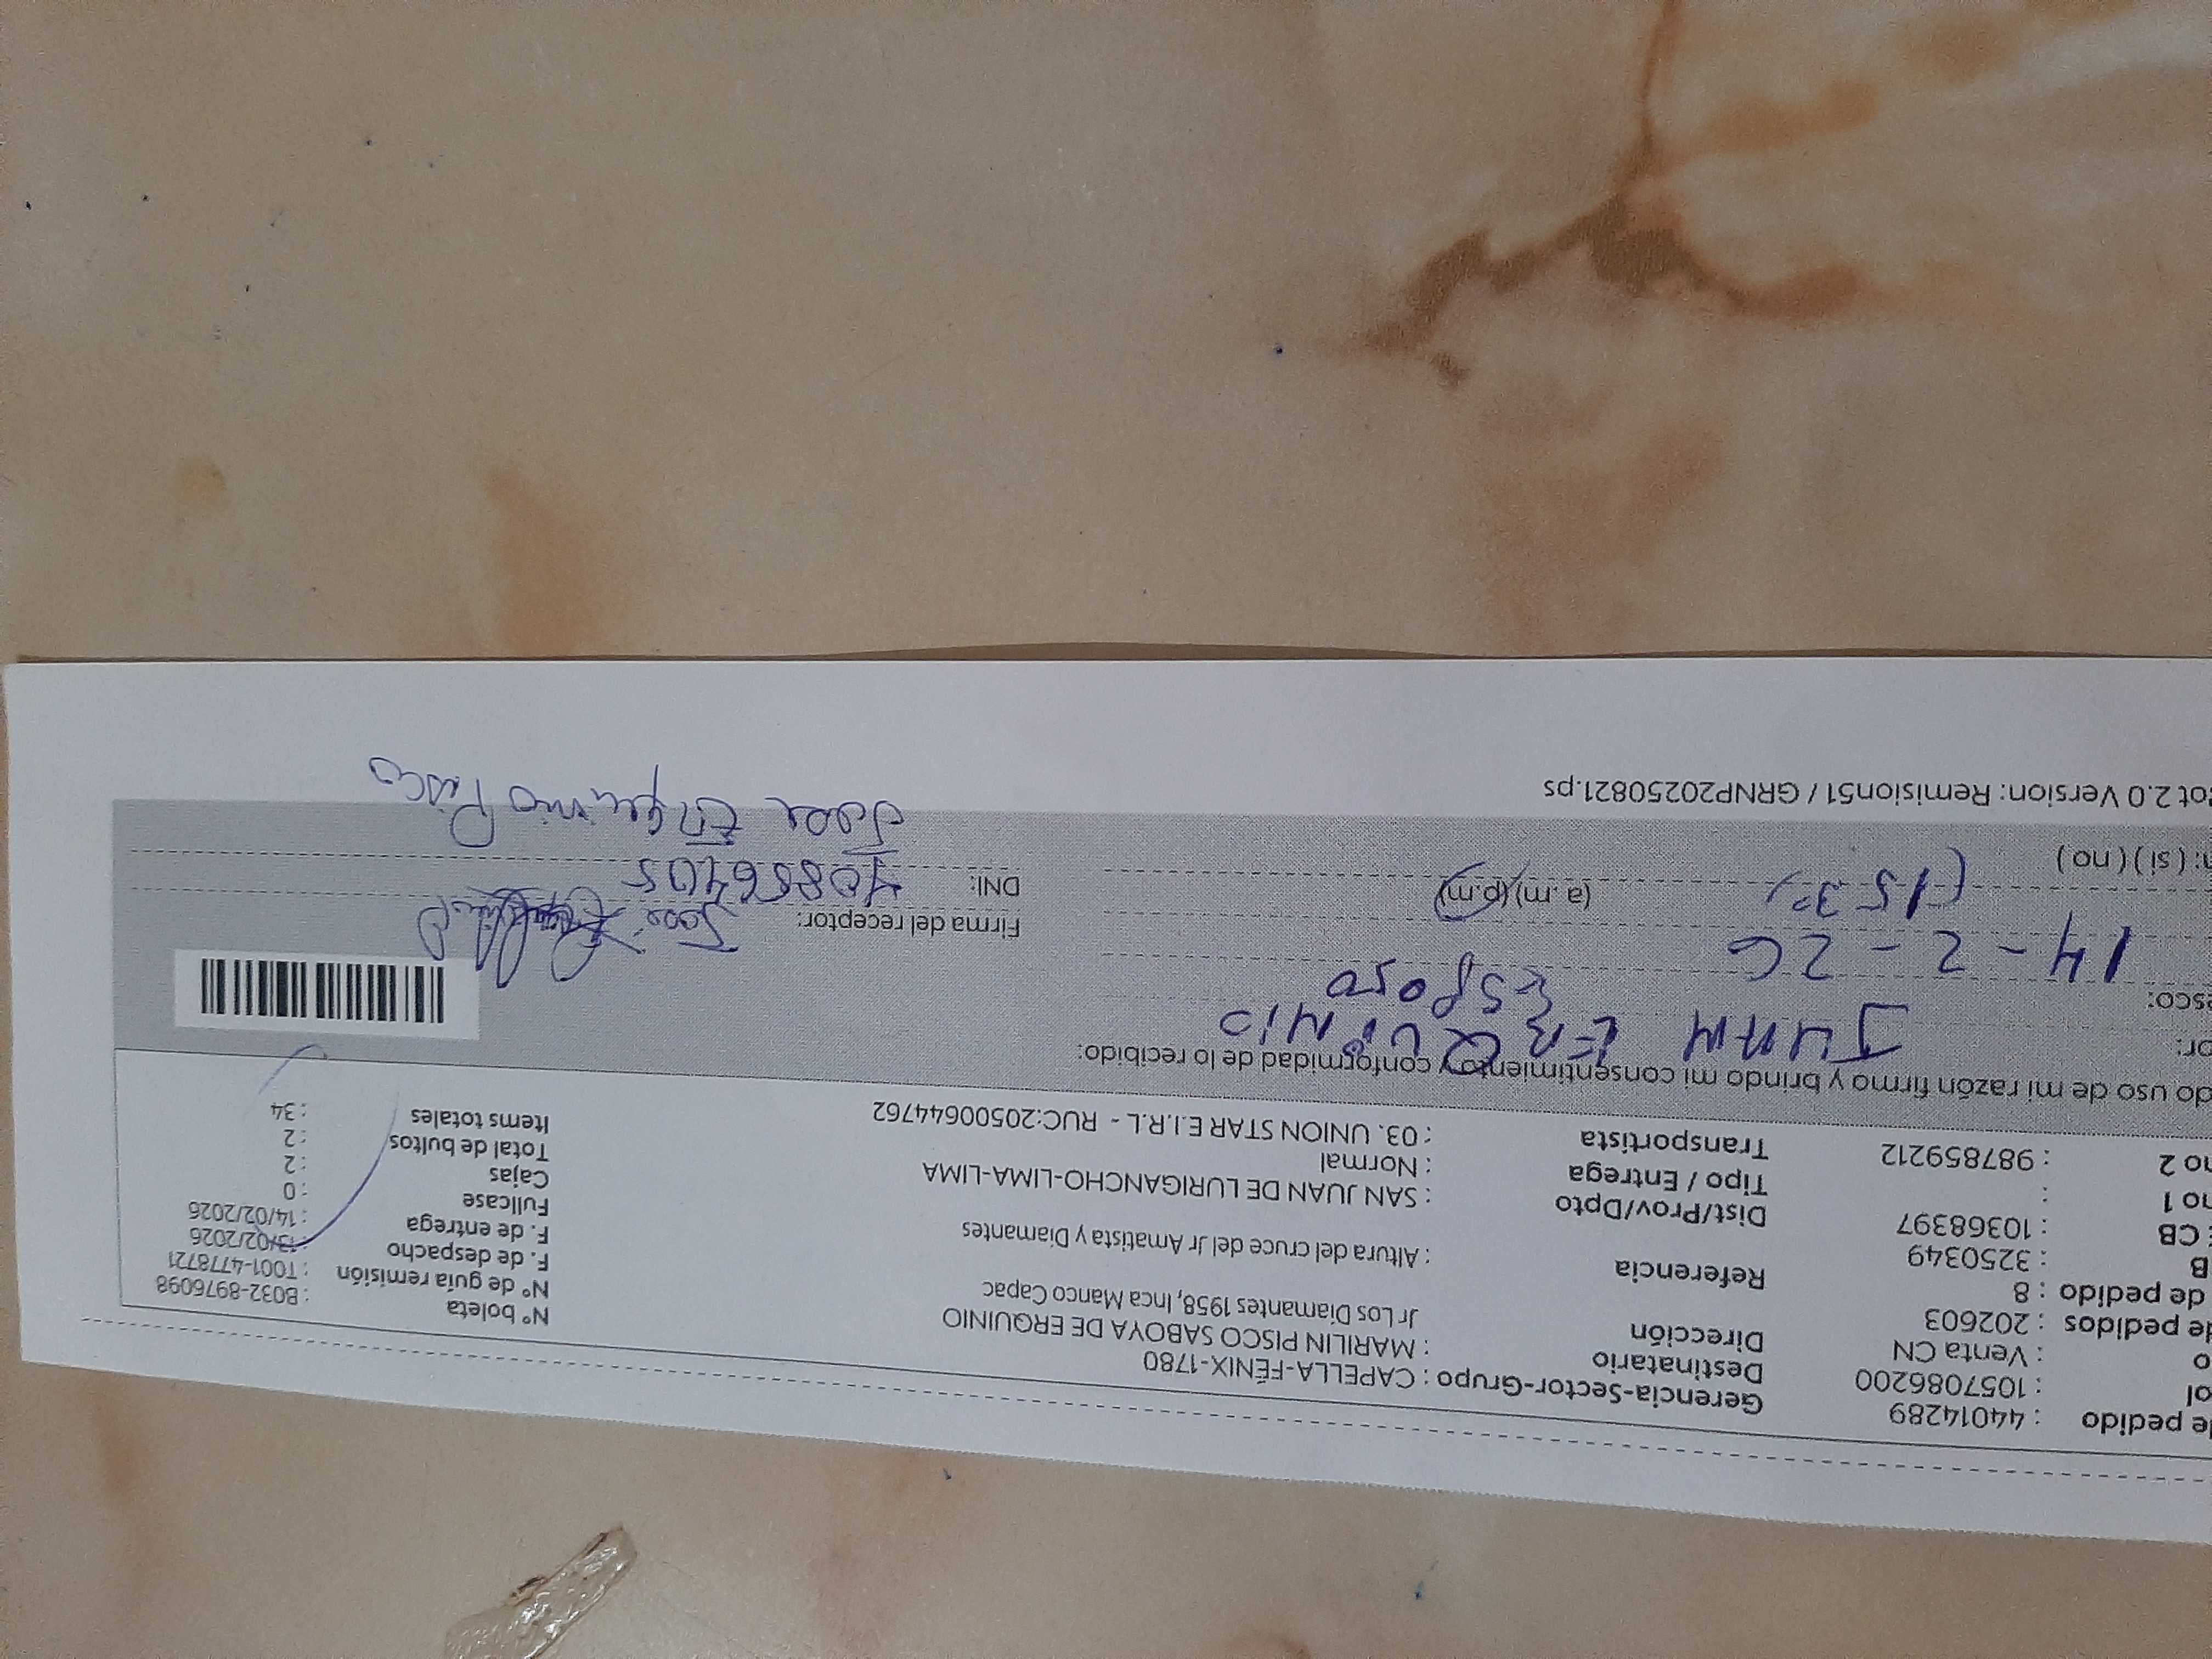 de pedido : 44014289
ol : 1057086200
o : Venta CN
de pedidos : 202603
de pedido : 8
B : 3250349
E CB : 10368397
no 1 :
no 2 : 987859212
Gerencia-Sector-Grupo : CAPELLA-FÉNIX-1780
Destinatario : MARILIN PISCO SABOYA DE ERQUINIO
Dirección Jr Los Diamantes 1958, Inca Manco Capac
Referencia : Altura del cruce del Jr Amatista y Diamantes
Dist/Prov/Dpto : SAN JUAN DE LURIGANCHO-LIMA-LIMA
Tipo / Entrega : Normal
Transportista : 03. UNION STAR E.I.R.L - RUC:20500644762
N° boleta : B032-8976098
N° de guía remisión : T001-4778721
F. de despacho : 13/02/2026
F. de entrega : 14/02/2026
Fullcase : 0
Cajas : 2
Total de bultos : 2
Items totales : 34
do uso de mi razón firmo y brindo mi consentimiento y conformidad de lo recibido:
or: JUAN ERQUINIO
esco: ESPOSO
14-2-26
(15 3 (a.m)(p.m)
n: ( si ) ( no )
Firma del receptor:
DNI: 40856405
Erquinio Pisco
ot 2.0 Version: Remision51 / GRNP20250821.ps